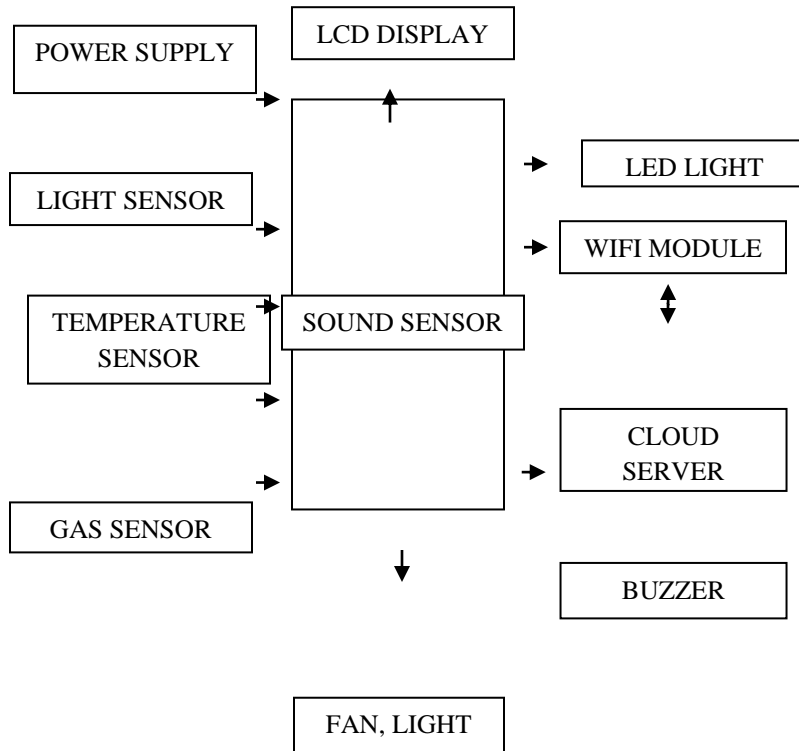 LCD DISPLAY
POWER SUPPLY
LED LIGHT
LIGHT SENSOR
WIFI MODULE
TEMPERATURE
SENSOR
SOUND SENSOR
CLOUD
SERVER
GAS SENSOR
BUZZER
FAN, LIGHT